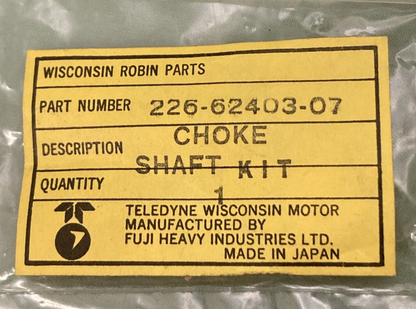 WISCONSIN ROBIN PARTS
PART NUMBER 226-62403-07
DESCRIPTION CHOKE
SHAFT KIT
QUANTITY 1
TELEDYNE WISCONSIN MOTOR
MANUFACTURED BY
FUJI HEAVY INDUSTRIES LTD.
MADE IN JAPAN